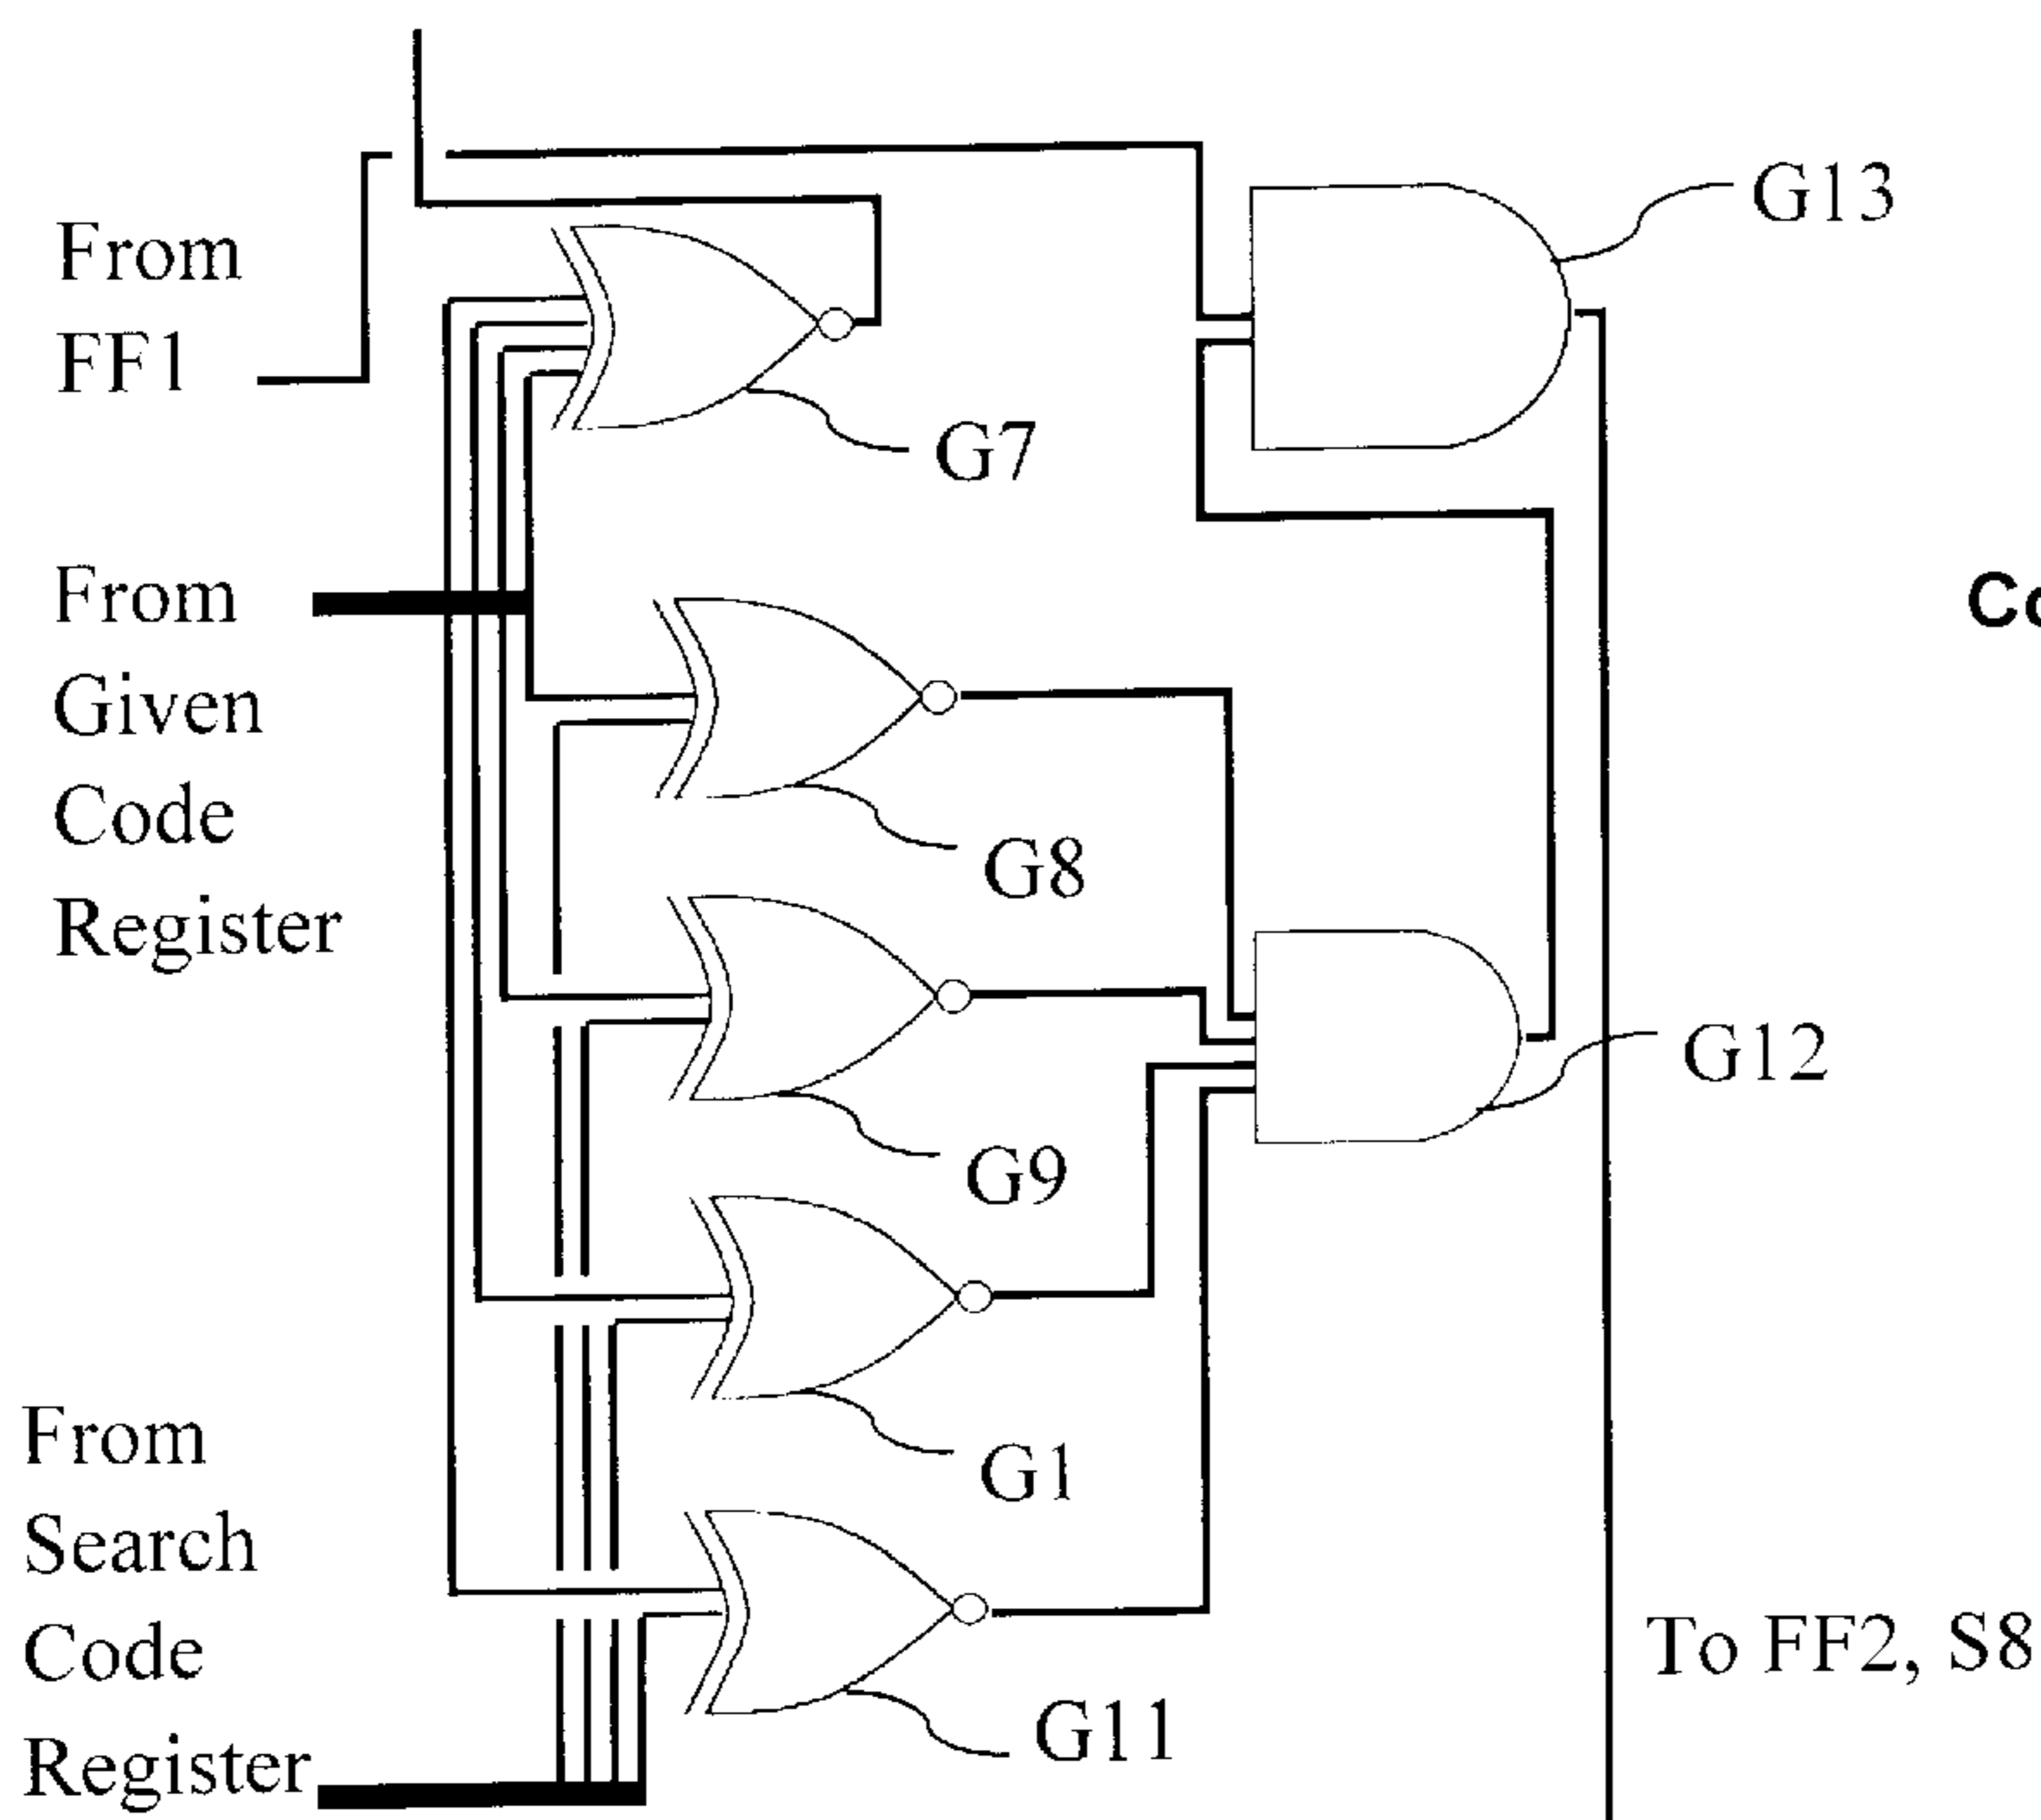 From
FF1
G13
G7
From
Given
Code
Register
Co
G8
G12
G9
From
Search
Code
Register
G1
G11
To FF2, S8